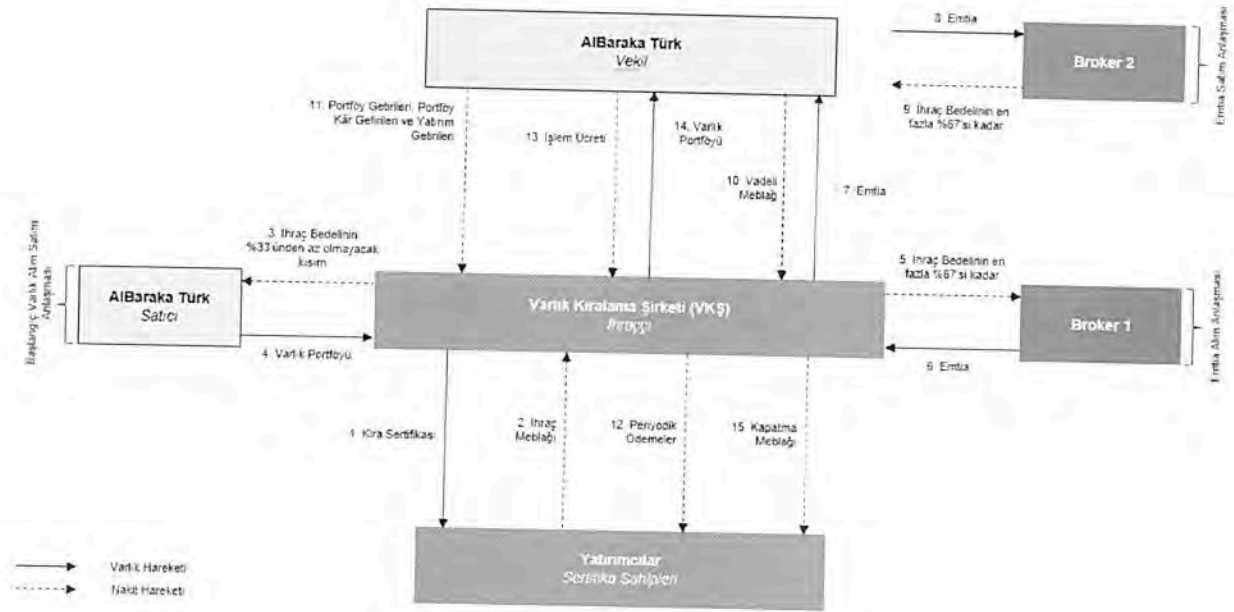 AlBaraka Türk
Vekil
8. Emtia
Broker 2
9. İhraç Bedelinin en
fazla %67'si kadar
Emtia Satım Anlaşması
11. Portföy Getirileri, Portföy
Kâr Getirileri ve Yatırım
Getirileri
13. İşlem Ücreti
14. Varlık
Portföyü
10. Vadeli
Meblağ
7. Emtia
Başlangıç Varlık Alım Satım
Anlaşması
AlBaraka Türk
Satıcı
3. İhraç Bedelinin
%33'ünden az olmayacak
kısım
4. Varlık Portföyü
Varlık Kiralama Şirketi (VKŞ)
İhraççı
5. İhraç Bedelinin en
fazla %67'si kadar
Broker 1
6. Emtia
Emtia Alım Anlaşması
1. Kira Sertifikası
2. İhraç
Meblağı
12. Periyodik
Ödemeler
15. Kapatma
Meblağı
Yatırımcılar
Sertifika Sahipleri
Varlık Hareketi
Nakit Hareketi